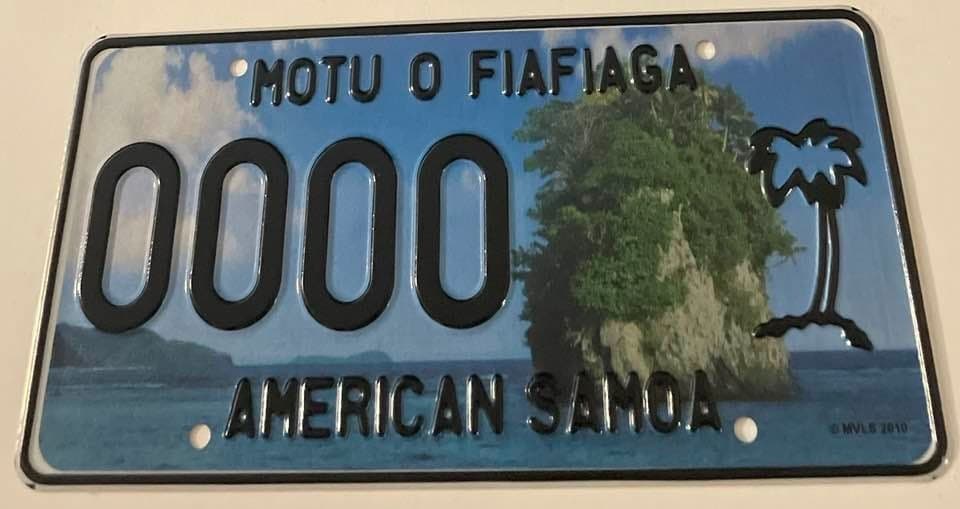 MOTU O FIAFIAGA
0000
AMERICAN SAMOA
© MVLS 2010